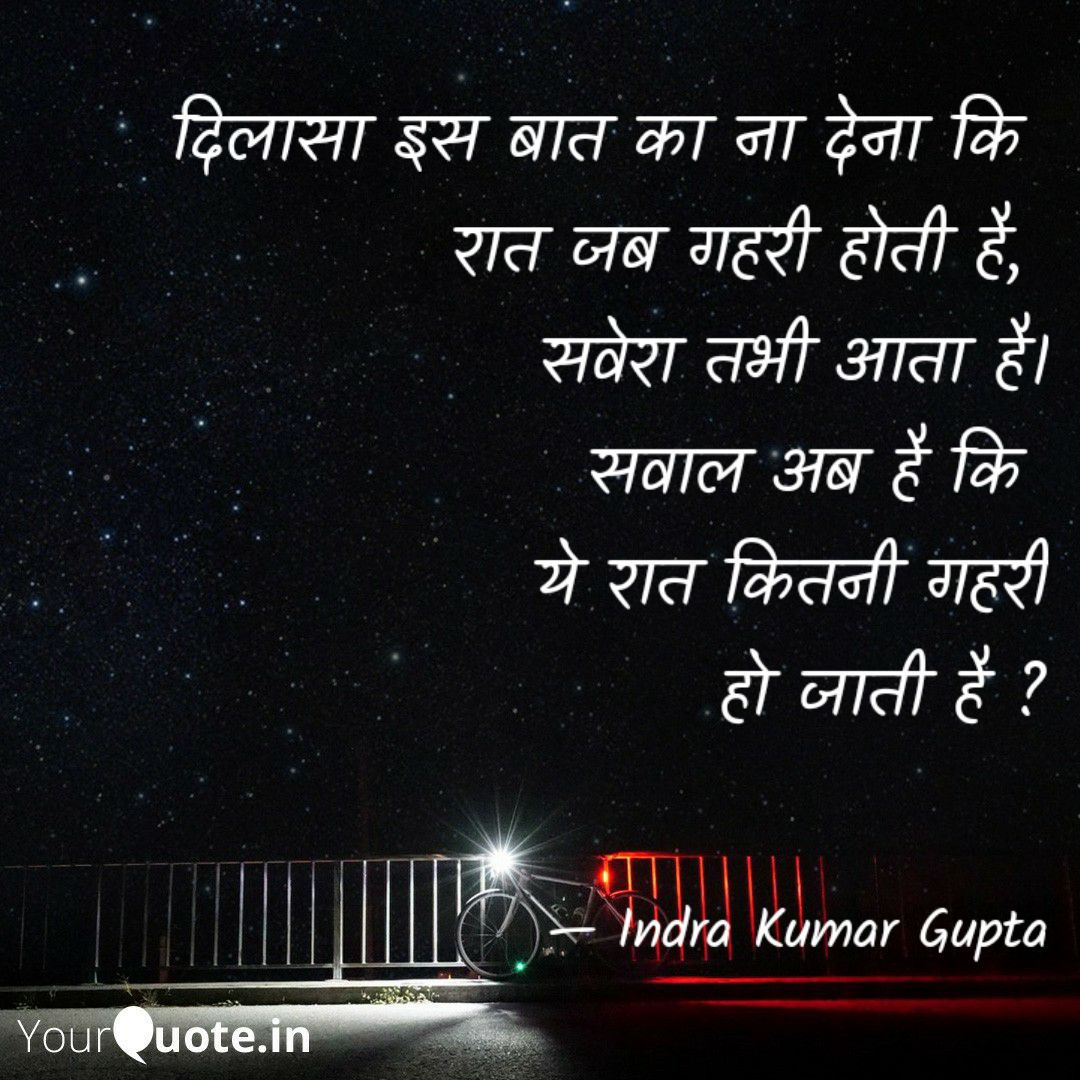 दिलासा इस बात का ना देना कि
रात जब गहरी होती है,
सवेरा तभी आता है।
सवाल अब है कि
ये रात कितनी गहरी
हो जाती है ?
— Indra Kumar Gupta
YourQuote.in